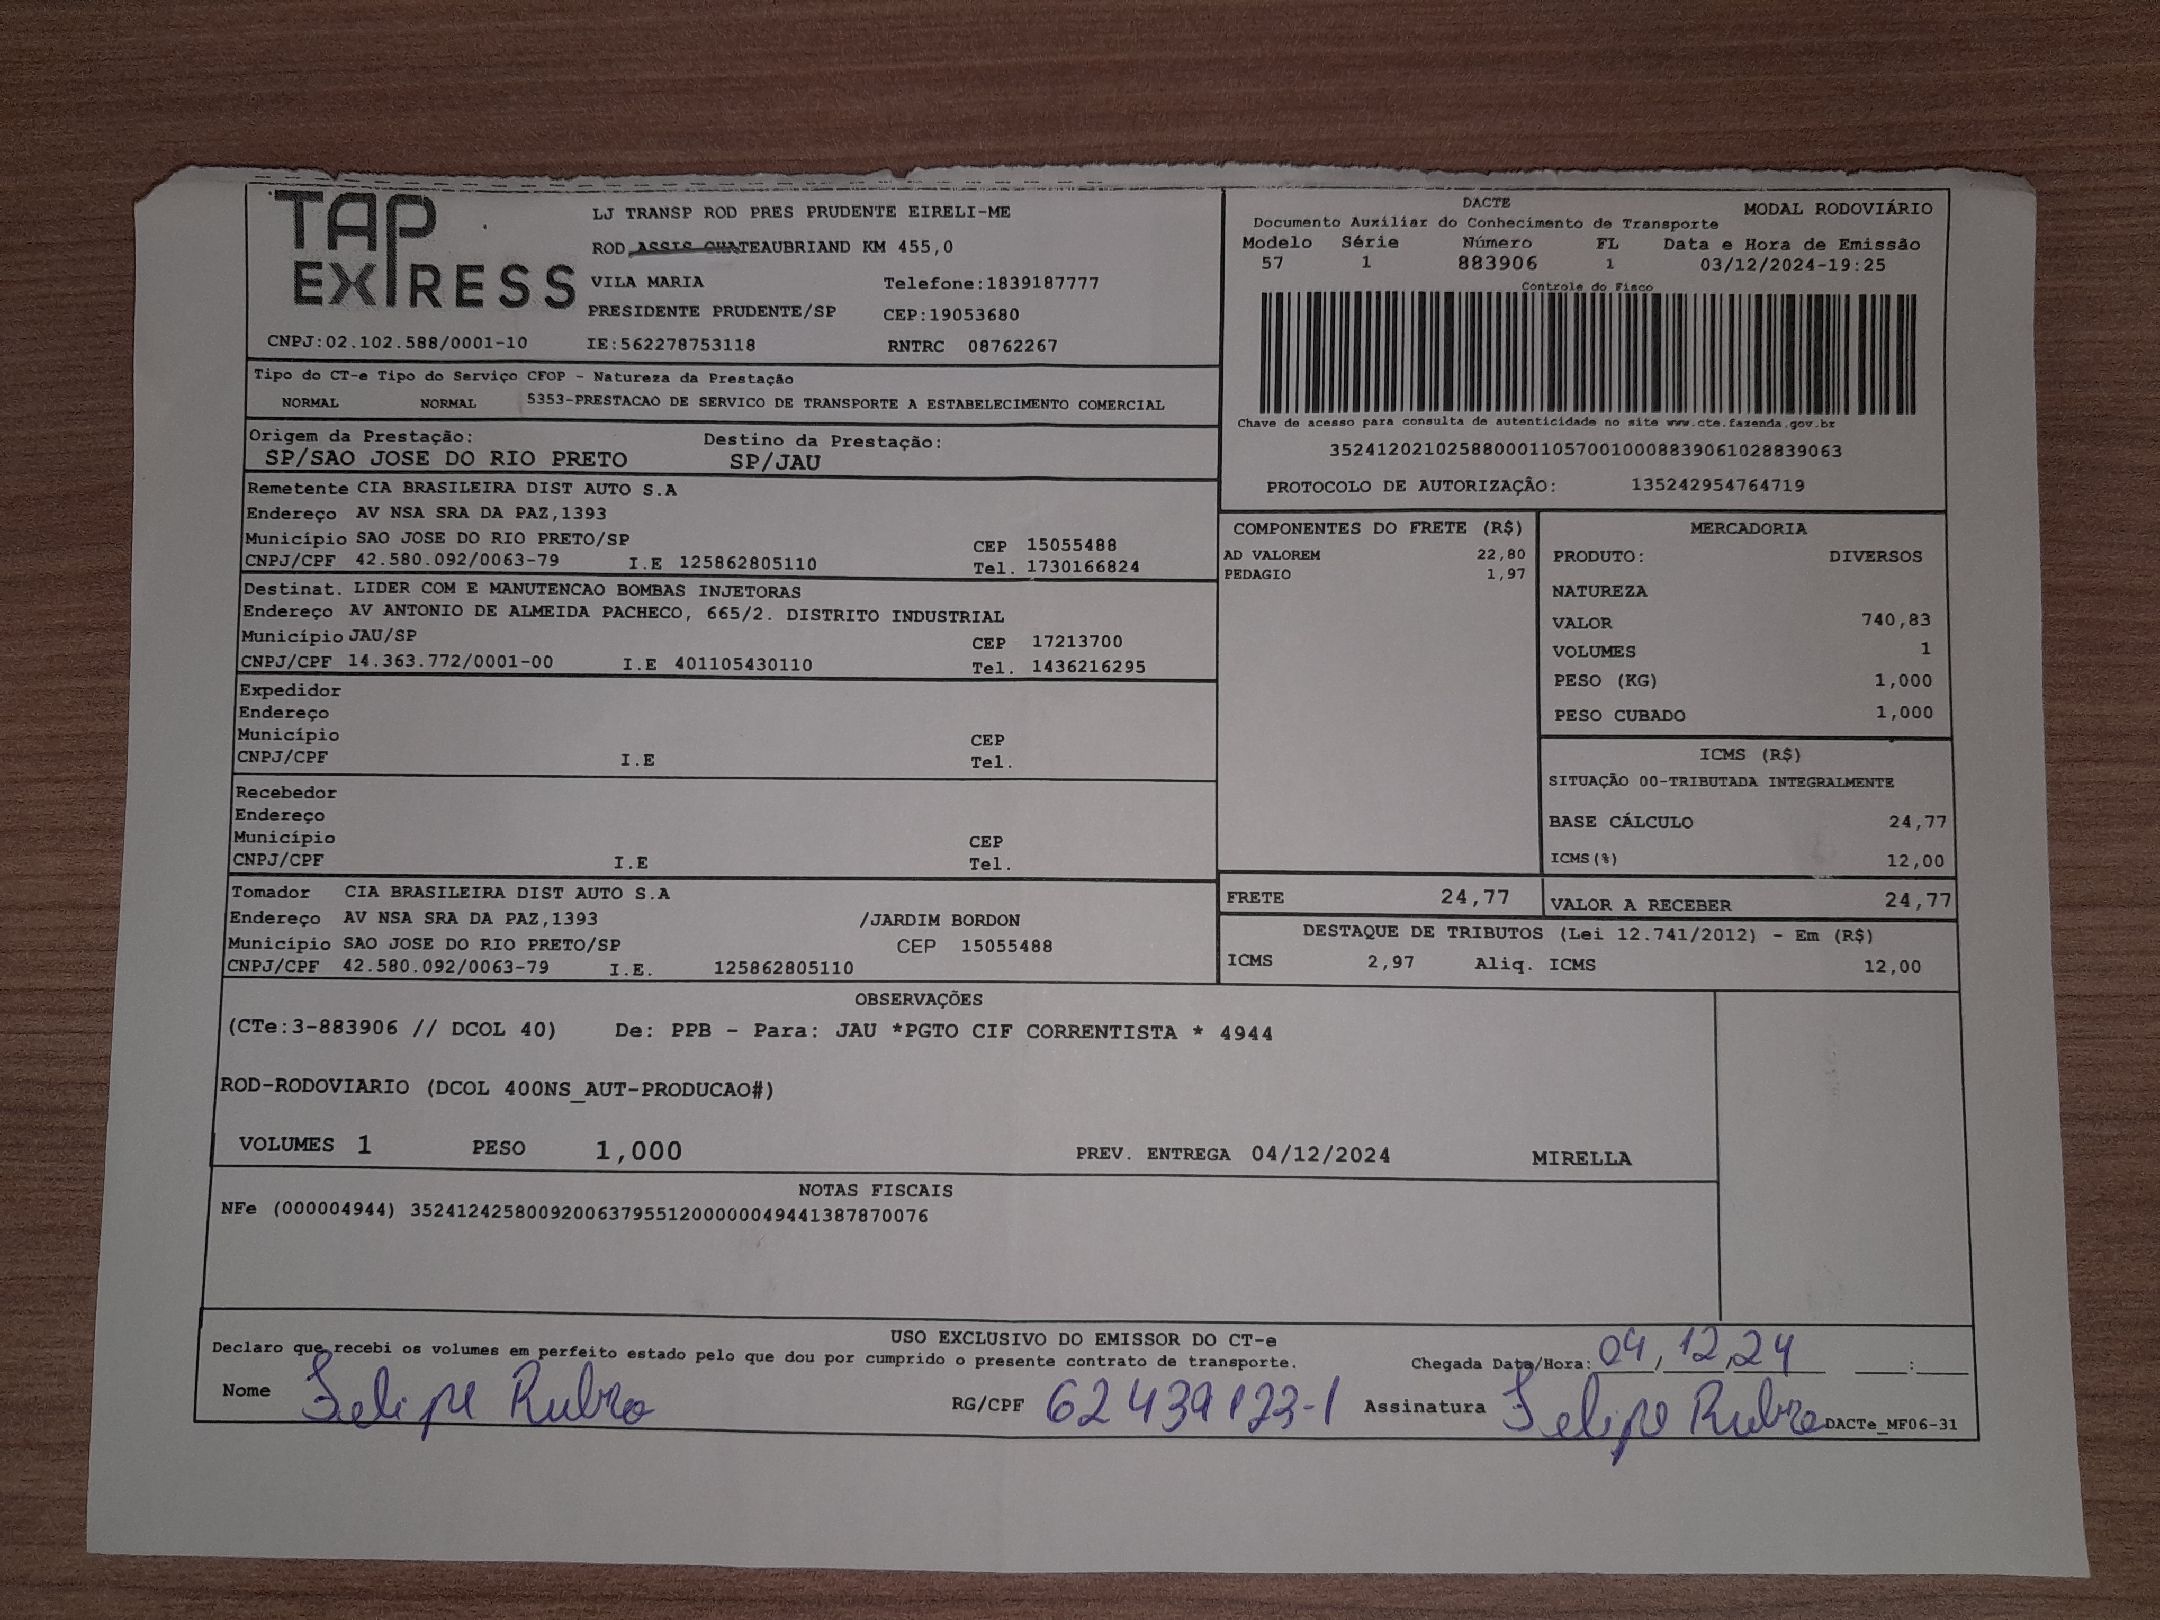 TAP EXPRESS
LJ TRANSP ROD PRES PRUDENTE EIRELI-ME
ROD ASSIS CHATEAUBRIAND KM 455,0
VILA MARIA Telefone:1839187777
PRESIDENTE PRUDENTE/SP CEP:19053680
CNPJ:02.102.588/0001-10 IE:562278753118 RNTRC 08762267
DACTE MODAL RODOVIÁRIO
Documento Auxiliar do Conhecimento de Transporte
Modelo Série Número FL Data e Hora de Emissão
57 1 883906 1 03/12/2024-19:25
Controle do Fisco
Chave de acesso para consulta de autenticidade no site www.cte.fazenda.gov.br
35241202102588000110570010008839061028839063
PROTOCOLO DE AUTORIZAÇÃO: 135242954764719
Tipo do CT-e Tipo do Serviço CFOP - Natureza da Prestação
NORMAL NORMAL 5353-PRESTACAO DE SERVICO DE TRANSPORTE A ESTABELECIMENTO COMERCIAL
Origem da Prestação: Destino da Prestação:
SP/SAO JOSE DO RIO PRETO SP/JAU
Remetente CIA BRASILEIRA DIST AUTO S.A
Endereço AV NSA SRA DA PAZ,1393
Município SAO JOSE DO RIO PRETO/SP CEP 15055488
CNPJ/CPF 42.580.092/0063-79 I.E 125862805110 Tel. 1730166824
Destinat. LIDER COM E MANUTENCAO BOMBAS INJETORAS
Endereço AV ANTONIO DE ALMEIDA PACHECO, 665/2. DISTRITO INDUSTRIAL
Município JAU/SP CEP 17213700
CNPJ/CPF 14.363.772/0001-00 I.E 401105430110 Tel. 1436216295
Expedidor
Endereço
Município CEP
CNPJ/CPF I.E Tel.
Recebedor
Endereço
Município CEP
CNPJ/CPF I.E Tel.
Tomador CIA BRASILEIRA DIST AUTO S.A
Endereço AV NSA SRA DA PAZ,1393 /JARDIM BORDON
Município SAO JOSE DO RIO PRETO/SP CEP 15055488
CNPJ/CPF 42.580.092/0063-79 I.E. 125862805110
COMPONENTES DO FRETE (R$)
AD VALOREM 22,80
PEDAGIO 1,97
MERCADORIA
PRODUTO: DIVERSOS
NATUREZA
VALOR 740,83
VOLUMES 1
PESO (KG) 1,000
PESO CUBADO 1,000
ICMS (R$)
SITUAÇÃO 00-TRIBUTADA INTEGRALMENTE
BASE CÁLCULO 24,77
ICMS(%) 12,00
FRETE 24,77 VALOR A RECEBER 24,77
DESTAQUE DE TRIBUTOS (Lei 12.741/2012) - Em (R$)
ICMS 2,97 Aliq. ICMS 12,00
OBSERVAÇÕES
(CTe:3-883906 // DCOL 40) De: PPB - Para: JAU *PGTO CIF CORRENTISTA * 4944
ROD-RODOVIARIO (DCOL 400NS_AUT-PRODUCAO#)
VOLUMES 1 PESO 1,000 PREV. ENTREGA 04/12/2024 MIRELLA
NOTAS FISCAIS
NFe (000004944) 35241242580092006379551200000049441387870076
USO EXCLUSIVO DO EMISSOR DO CT-e
Declaro que recebi os volumes em perfeito estado pelo que dou por cumprido o presente contrato de transporte. Chegada Data/Hora: 04/12/24 __:__
Nome Felipe Rubro RG/CPF 62439123-1 Assinatura Felipe Rubro DACTe_MF06-31